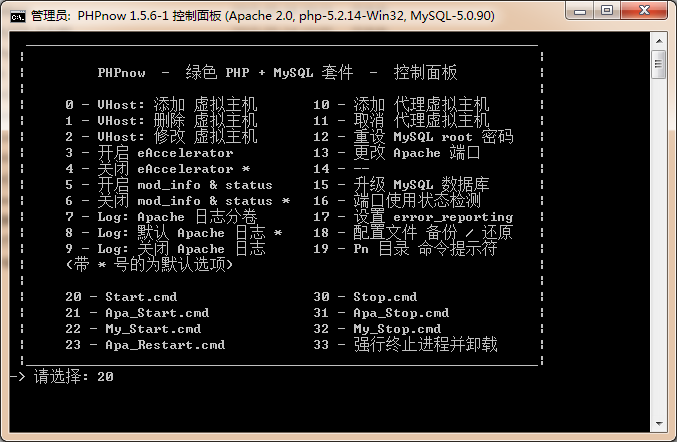 管理员: PHPnow 1.5.6-1 控制面板 (Apache 2.0, php-5.2.14-Win32, MySQL-5.0.90)
PHPnow - 绿色 PHP + MySQL 套件 - 控制面板
0 - VHost: 添加 虚拟主机 10 - 添加 代理虚拟主机
1 - VHost: 删除 虚拟主机 11 - 取消 代理虚拟主机
2 - VHost: 修改 虚拟主机 12 - 重设 MySQL root 密码
3 - 开启 eAccelerator 13 - 更改 Apache 端口
4 - 关闭 eAccelerator * 14 - --
5 - 开启 mod_info & status 15 - 升级 MySQL 数据库
6 - 关闭 mod_info & status * 16 - 端口使用状态检测
7 - Log: Apache 日志分卷 17 - 设置 error_reporting
8 - Log: 默认 Apache 日志 * 18 - 配置文件 备份 / 还原
9 - Log: 关闭 Apache 日志 19 - Pn 目录 命令提示符
(带 * 号的为默认选项)
20 - Start.cmd 30 - Stop.cmd
21 - Apa_Start.cmd 31 - Apa_Stop.cmd
22 - My_Start.cmd 32 - My_Stop.cmd
23 - Apa_Restart.cmd 33 - 强行终止进程并卸载
-> 请选择: 20